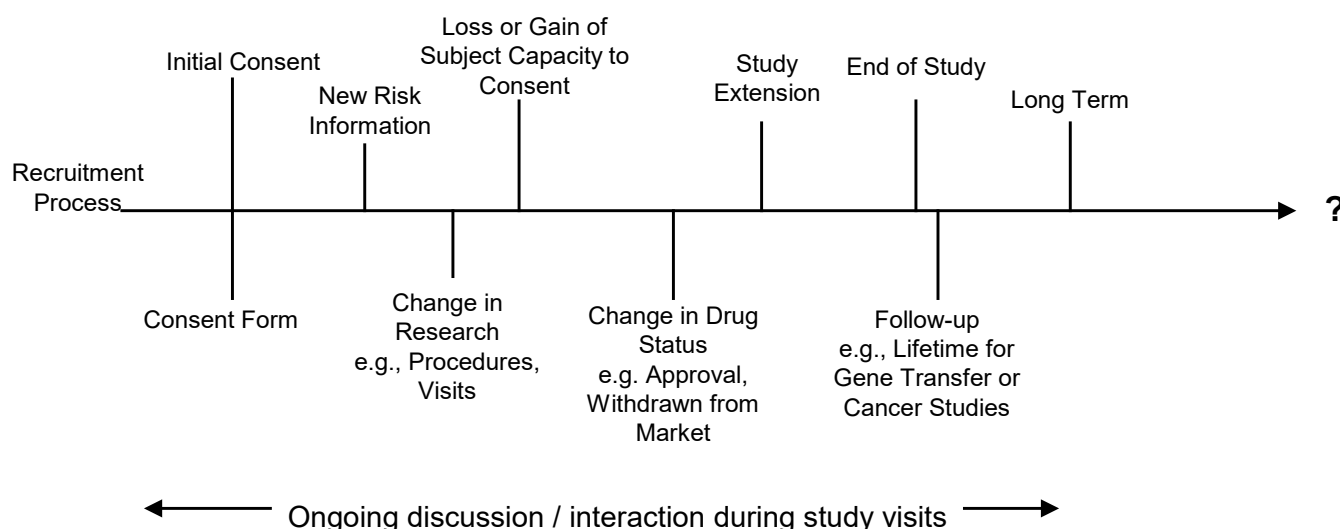 Initial Consent
New Risk
Information
Loss or Gain of
Subject Capacity to
Consent
Study
Extension
End of Study
Long Term
Recruitment
Process
?
Consent Form
Change in
Research
e.g., Procedures,
Visits
Change in Drug
Status
e.g. Approval,
Withdrawn from
Market
Follow-up
e.g., Lifetime for
Gene Transfer or
Cancer Studies
Ongoing discussion / interaction during study visits